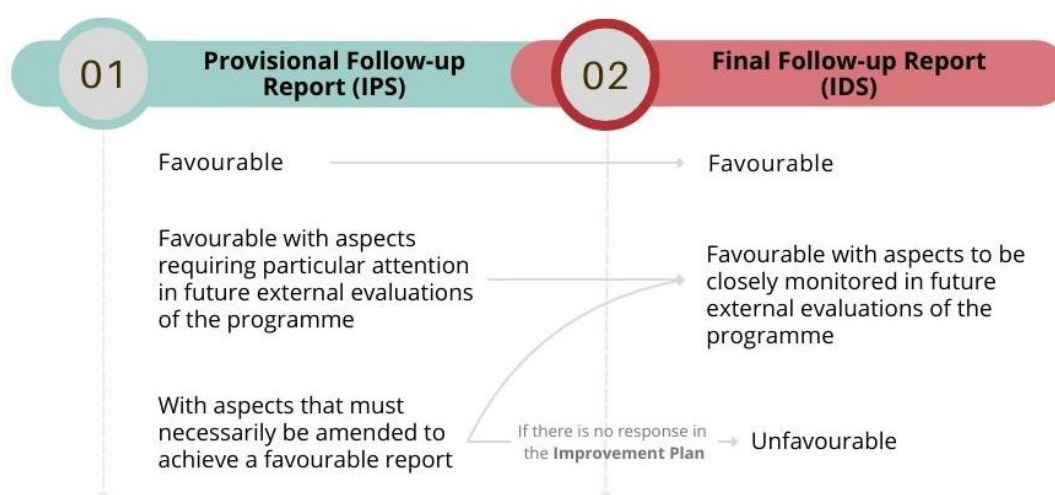 01
Provisional Follow-up
Report (IPS)
02
Final Follow-up Report
(IDS)
Favourable
Favourable
Favourable with aspects
requiring particular attention
in future external evaluations
of the programme
Favourable with aspects to be
closely monitored in future
external evaluations of the
programme
With aspects that must
necessarily be amended to
achieve a favourable report
If there is no response in
the Improvement Plan
Unfavourable